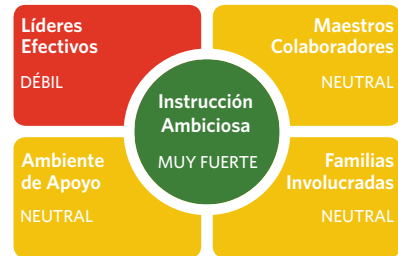 Líderes
Efectivos
DÉBIL
Maestros
Colaboradores
NEUTRAL
Instrucción
Ambiciosa
MUY FUERTE
Ambiente
de Apoyo
NEUTRAL
Familias
Involucradas
NEUTRAL